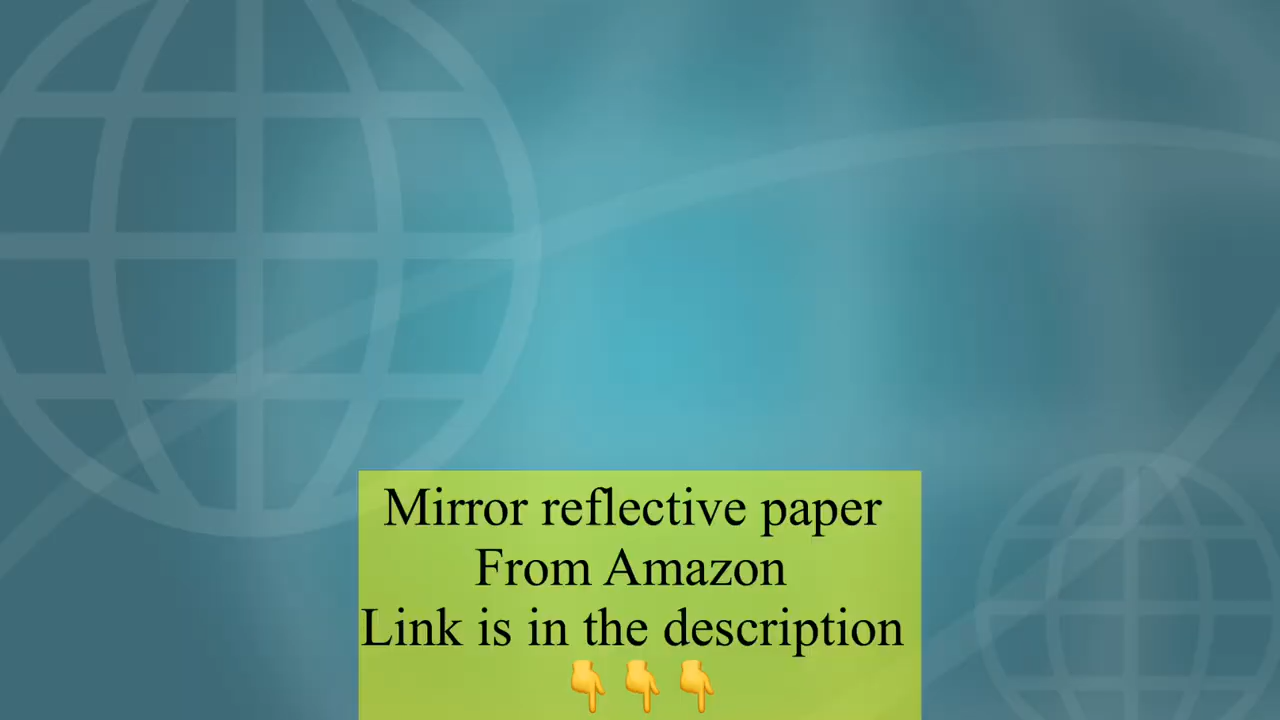 Mirror reflective paper
From Amazon
Link is in the description
👇👇👇